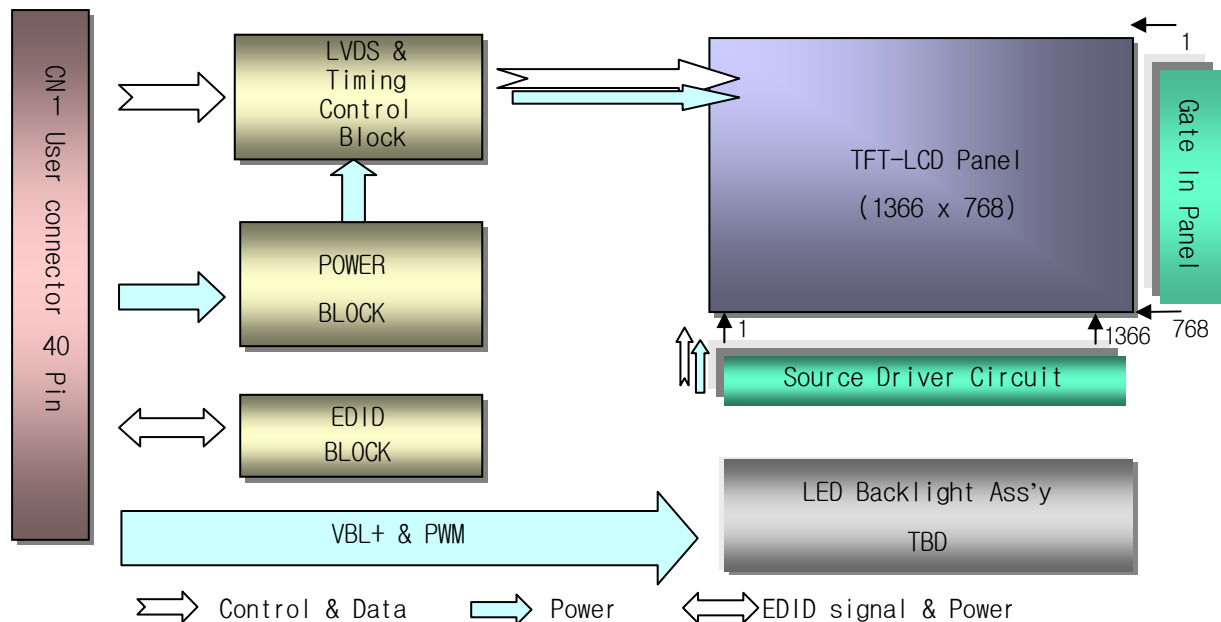 CN1 User connector 40 Pin
LVDS &
Timing
Control
Block
POWER
BLOCK
EDID
BLOCK
VBL+ & PWM
TFT-LCD Panel
(1366 x 768)
1
Gate In Panel
768
1
1366
Source Driver Circuit
LED Backlight Ass’y
TBD
Control & Data
Power
EDID signal & Power